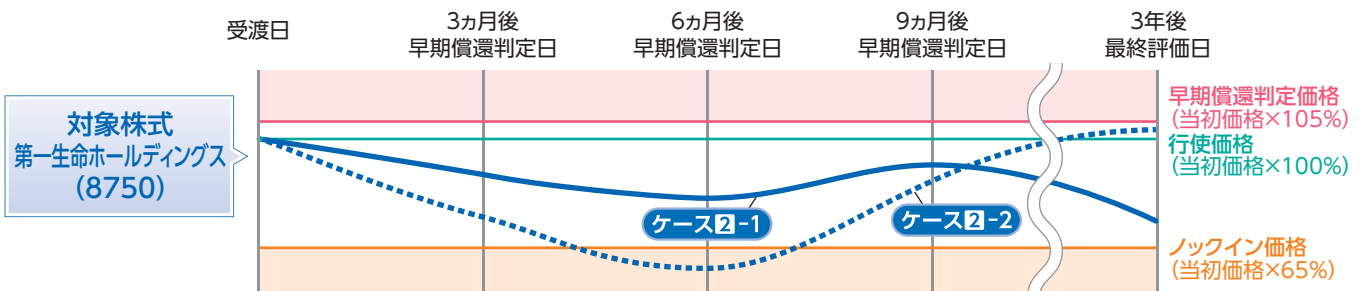 受渡日
3ヵ月後
早期償還判定日
6ヵ月後
早期償還判定日
9ヵ月後
早期償還判定日
3年後
最終評価日
対象株式
第一生命ホールディングス
(8750)
早期償還判定価格
(当初価格×105%)
行使価格
(当初価格×100%)
ケース2-1
ケース2-2
ノックイン価格
(当初価格×65%)